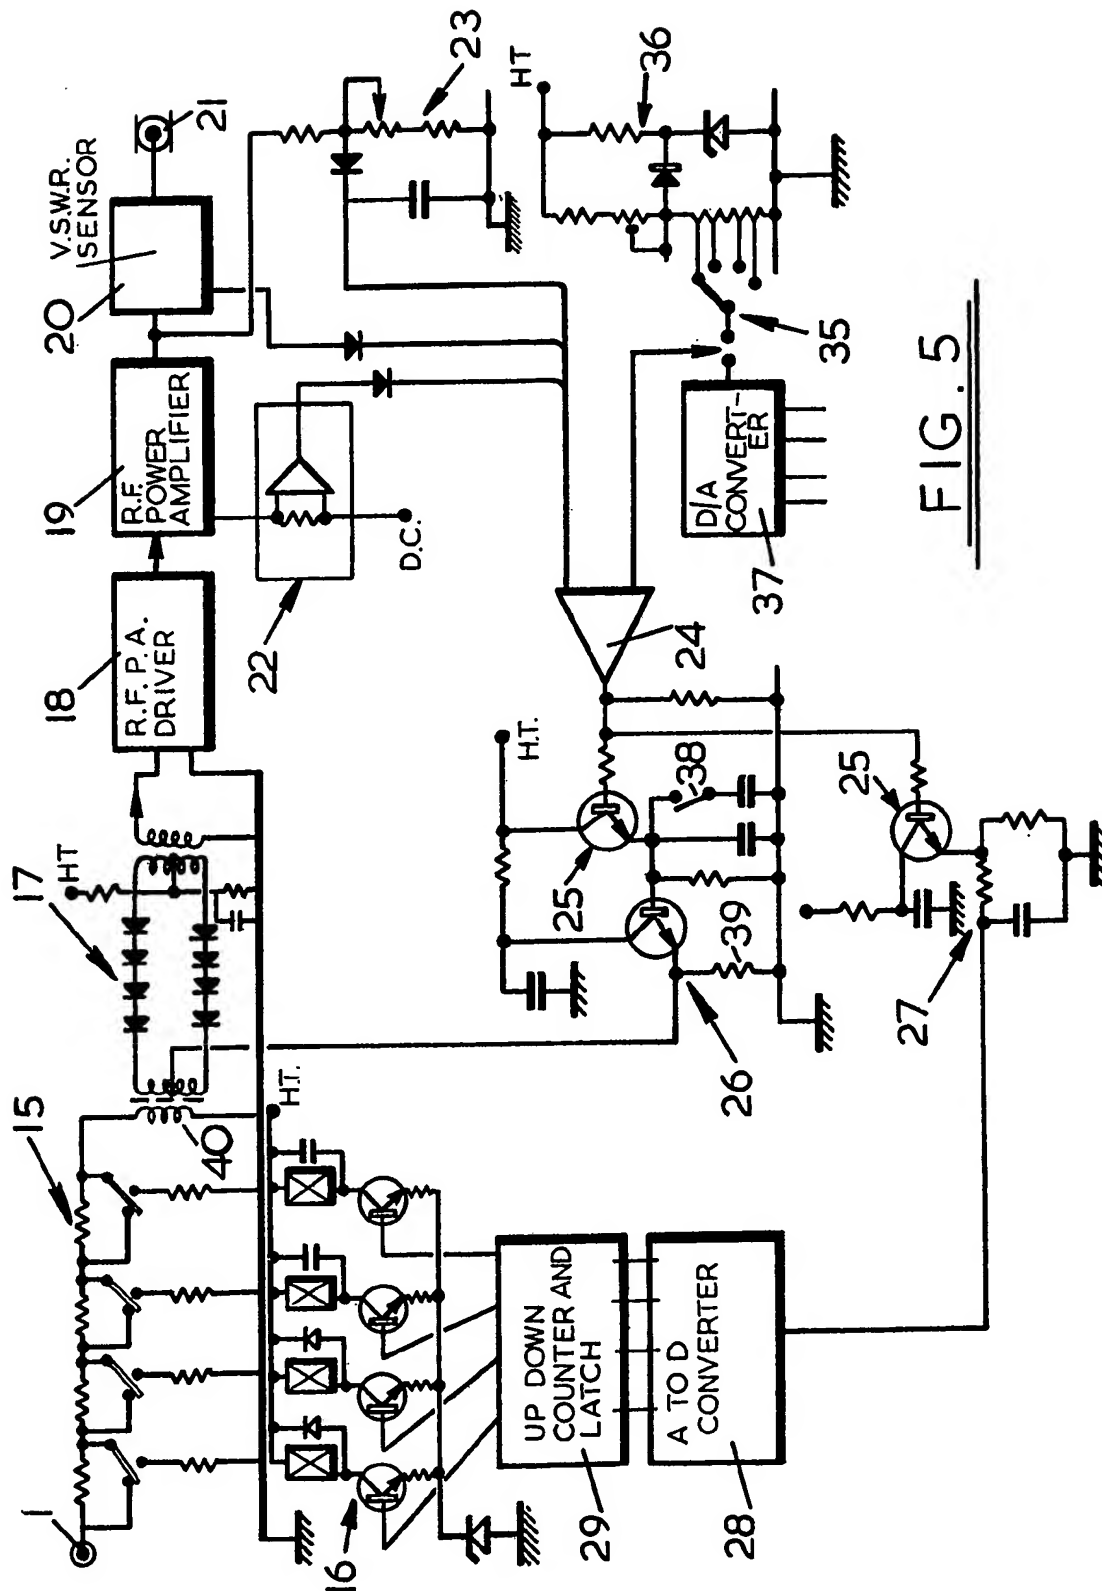 1
15
40
17
HT
18
R.F. P.A.
DRIVER
19
R.F.
POWER
AMPLIFIER
20
V.S.W.R.
SENSOR
21
22
D.C.
23
HT
36
35
D/A
CONVERT-
ER
37
24
H.T.
25
38
39
26
25
27
H.T.
16
UP DOWN
COUNTER AND
LATCH
29
A TO D
CONVERTER
28
FIG. 5